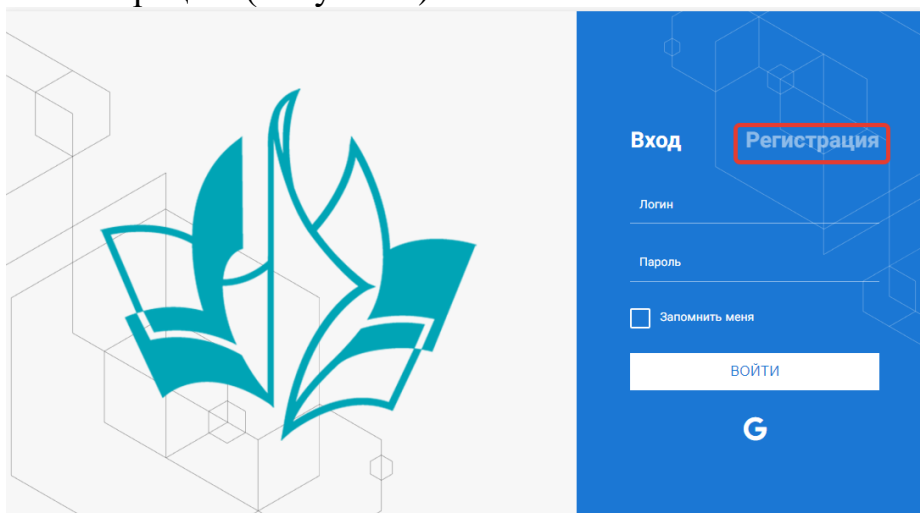 Вход Регистрация
Логин
Пароль
Запомнить меня
ВОЙТИ
G